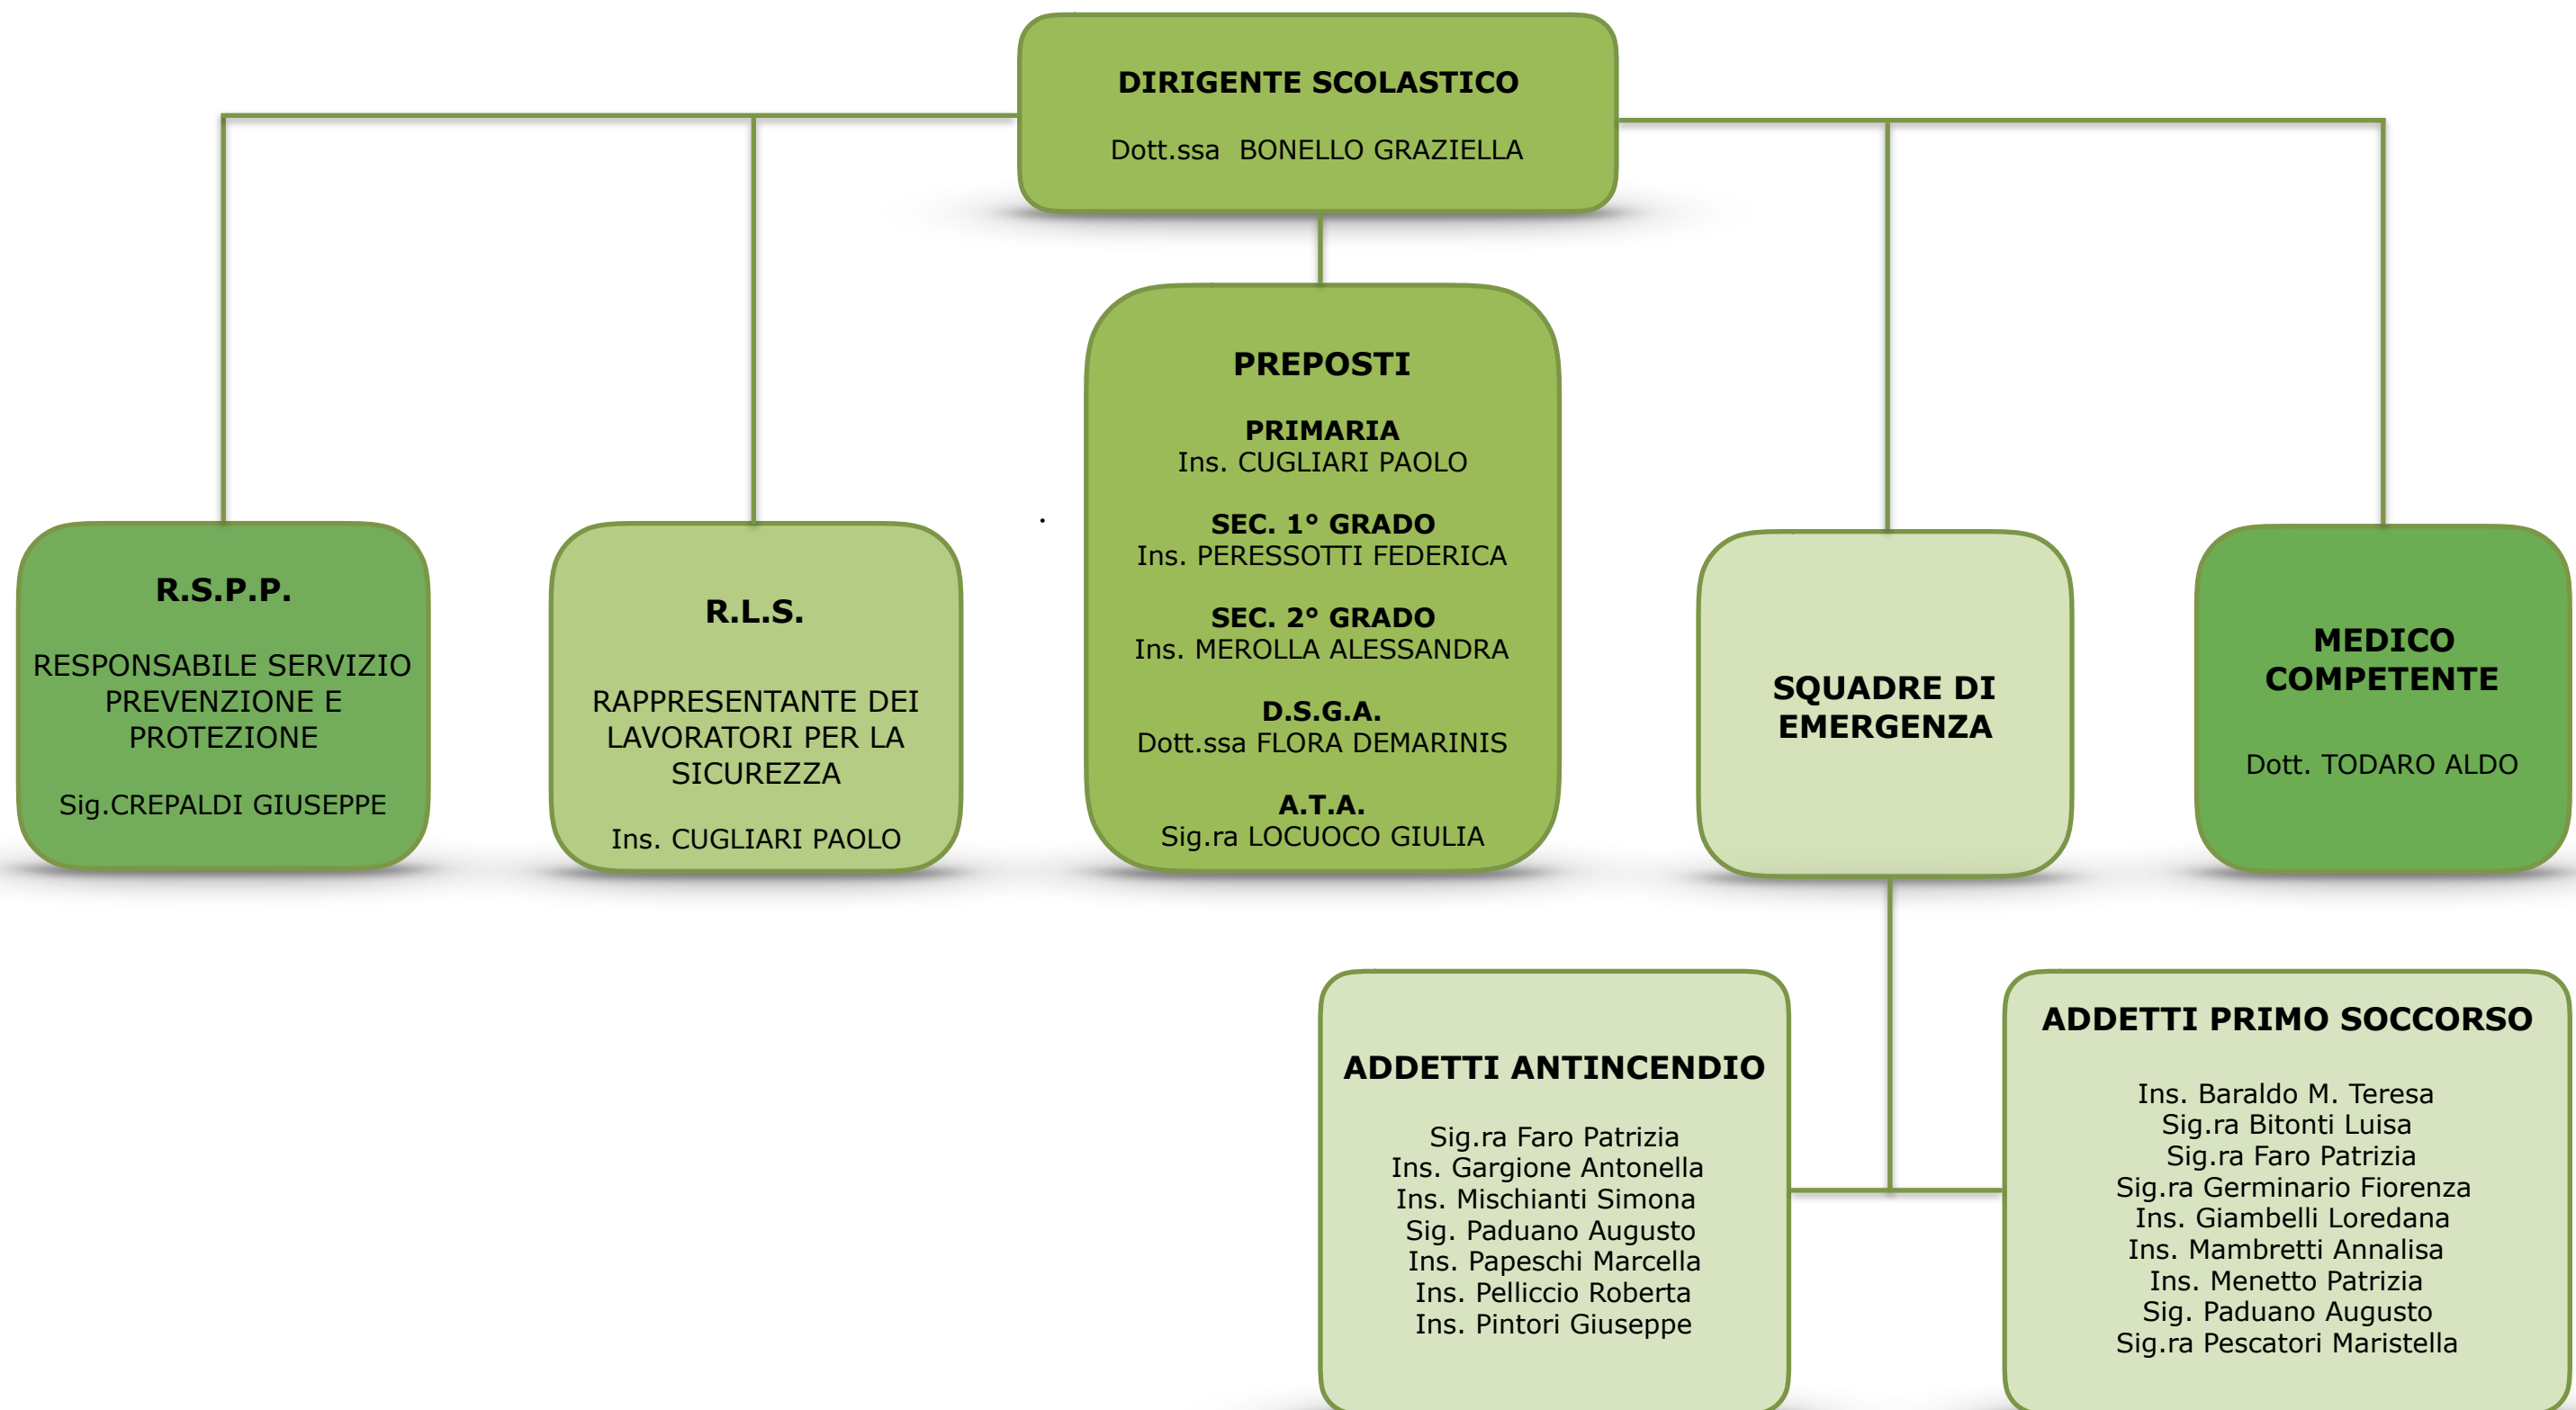 DIRIGENTE SCOLASTICO
Dott.ssa  BONELLO GRAZIELLA
R.S.P.P.
RESPONSABILE SERVIZIO
PREVENZIONE E
PROTEZIONE
Sig.CREPALDI GIUSEPPE
R.L.S.
RAPPRESENTANTE DEI
LAVORATORI PER LA
SICUREZZA
Ins. CUGLIARI PAOLO
PREPOSTI
PRIMARIA
Ins. CUGLIARI PAOLO
SEC. 1° GRADO
Ins. PERESSOTTI FEDERICA
SEC. 2° GRADO
Ins. MEROLLA ALESSANDRA
D.S.G.A.
Dott.ssa FLORA DEMARINIS
A.T.A.
Sig.ra LOCUOCO GIULIA
SQUADRE DI
EMERGENZA
MEDICO
COMPETENTE
Dott. TODARO ALDO
ADDETTI ANTINCENDIO
Sig.ra Faro Patrizia
Ins. Gargione Antonella
Ins. Mischianti Simona
Sig. Paduano Augusto
Ins. Papeschi Marcella
Ins. Pelliccio Roberta
Ins. Pintori Giuseppe
ADDETTI PRIMO SOCCORSO
Ins. Baraldo M. Teresa
Sig.ra Bitonti Luisa
Sig.ra Faro Patrizia
Sig.ra Germinario Fiorenza
Ins. Giambelli Loredana
Ins. Mambretti Annalisa
Ins. Menetto Patrizia
Sig. Paduano Augusto
Sig.ra Pescatori Maristella